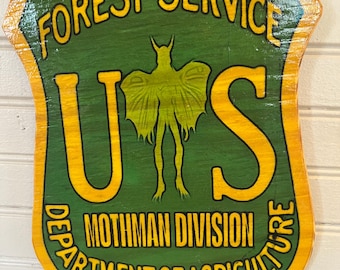 FOREST SERVICE
U S
MOTHMAN DIVISION
DEPARTMENT OF AGRICULTURE